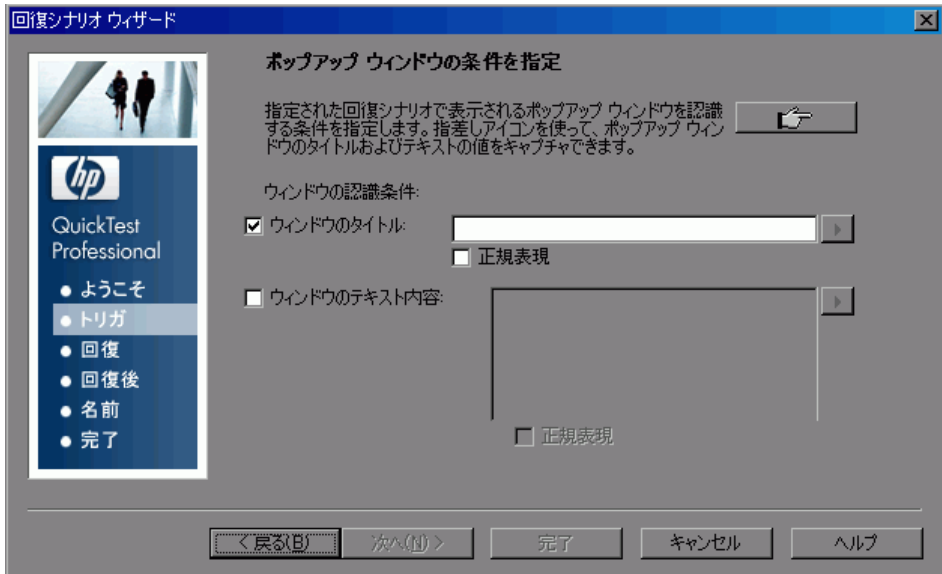 回復シナリオ ウィザード
ポップアップ ウィンドウの条件を指定
指定された回復シナリオで表示されるポップアップ ウィンドウを認識
する条件を指定します。指差しアイコンを使って、ポップアップ ウィン
ドウのタイトルおよびテキストの値をキャプチャできます。
hp
QuickTest
Professional
ようこそ
トリガ
回復
回復後
名前
完了
ウィンドウの認識条件:
ウィンドウのタイトル:
正規表現
ウィンドウのテキスト内容:
正規表現
< 戻る(B)
次へ(N) >
完了
キャンセル
ヘルプ